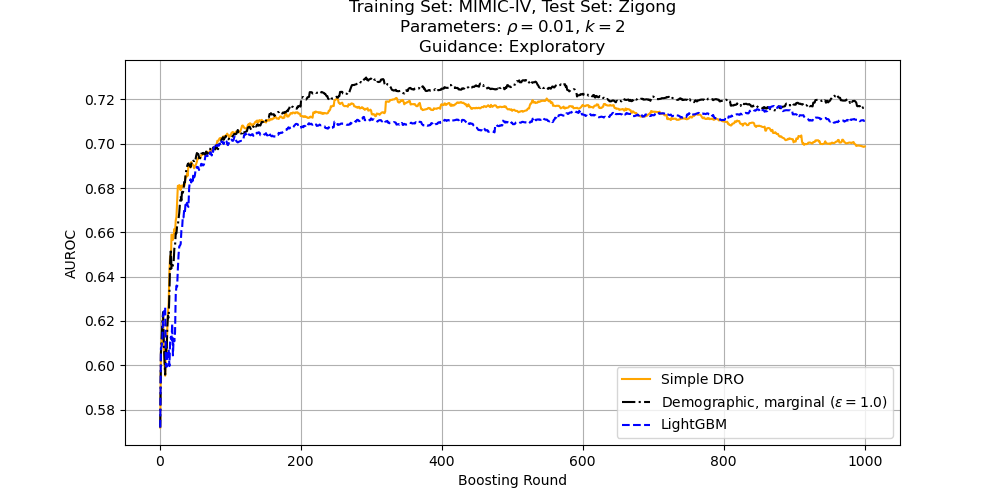 Training Set: MIMIC-IV, Test Set: Zigong
Parameters: ρ = 0.01, k = 2
Guidance: Exploratory
AUROC
0.72
0.70
0.68
0.66
0.64
0.62
0.60
0.58
Simple DRO
Demographic, marginal (ε = 1.0)
LightGBM
0 200 400 600 800 1000
Boosting Round